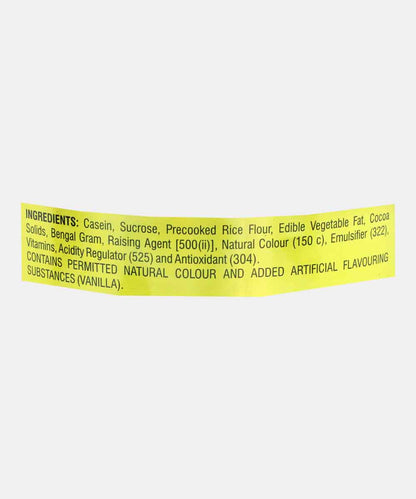 INGREDIENTS: Casein, Sucrose, Precooked Rice Flour, Edible Vegetable Fat, Cocoa
Solids, Bengal Gram, Raising Agent [500(ii)], Natural Colour (150 c), Emulsifier (322),
Vitamins, Acidity Regulator (525) and Antioxidant (304).
CONTAINS PERMITTED NATURAL COLOUR AND ADDED ARTIFICIAL FLAVOURING
SUBSTANCES (VANILLA).